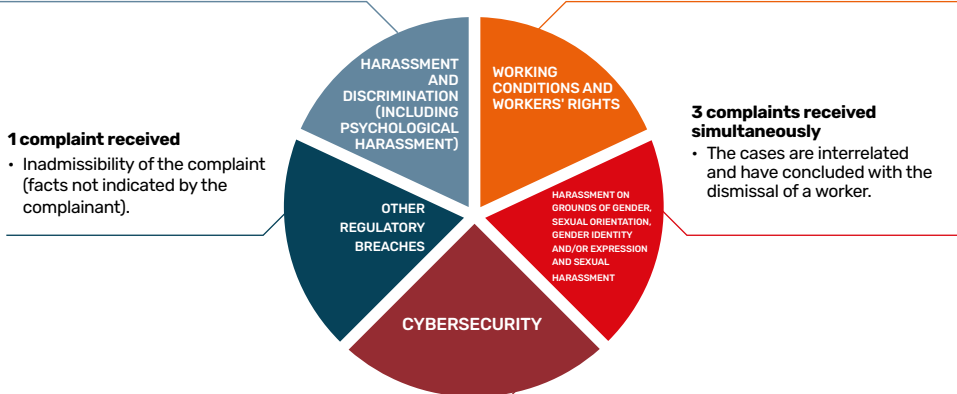 HARASSMENT
AND
DISCRIMINATION
(INCLUDING
PSYCHOLOGICAL
HARASSMENT)
WORKING
CONDITIONS AND
WORKERS' RIGHTS
1 complaint received
• Inadmissibility of the complaint
(facts not indicated by the
complainant).
3 complaints received
simultaneously
• The cases are interrelated
and have concluded with the
dismissal of a worker.
OTHER
REGULATORY
BREACHES
HARASSMENT ON
GROUNDS OF GENDER,
SEXUAL ORIENTATION,
GENDER IDENTITY
AND/OR EXPRESSION
AND SEXUAL
HARASSMENT
CYBERSECURITY